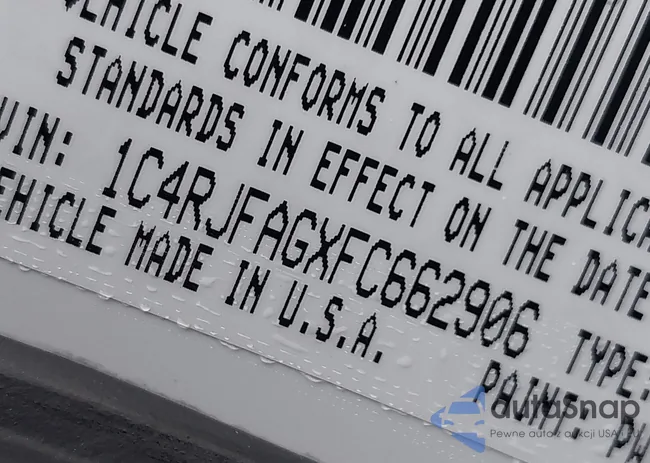 VEHICLE CONFORMS TO ALL
STANDARDS IN EFFECT ON THE DATE
VIN: 1C4RJFAGXFC662906 TYPE:
VEHICLE MADE IN U.S.A. PAINT:
autosnap
Pewne auta z aukcji USA i EU